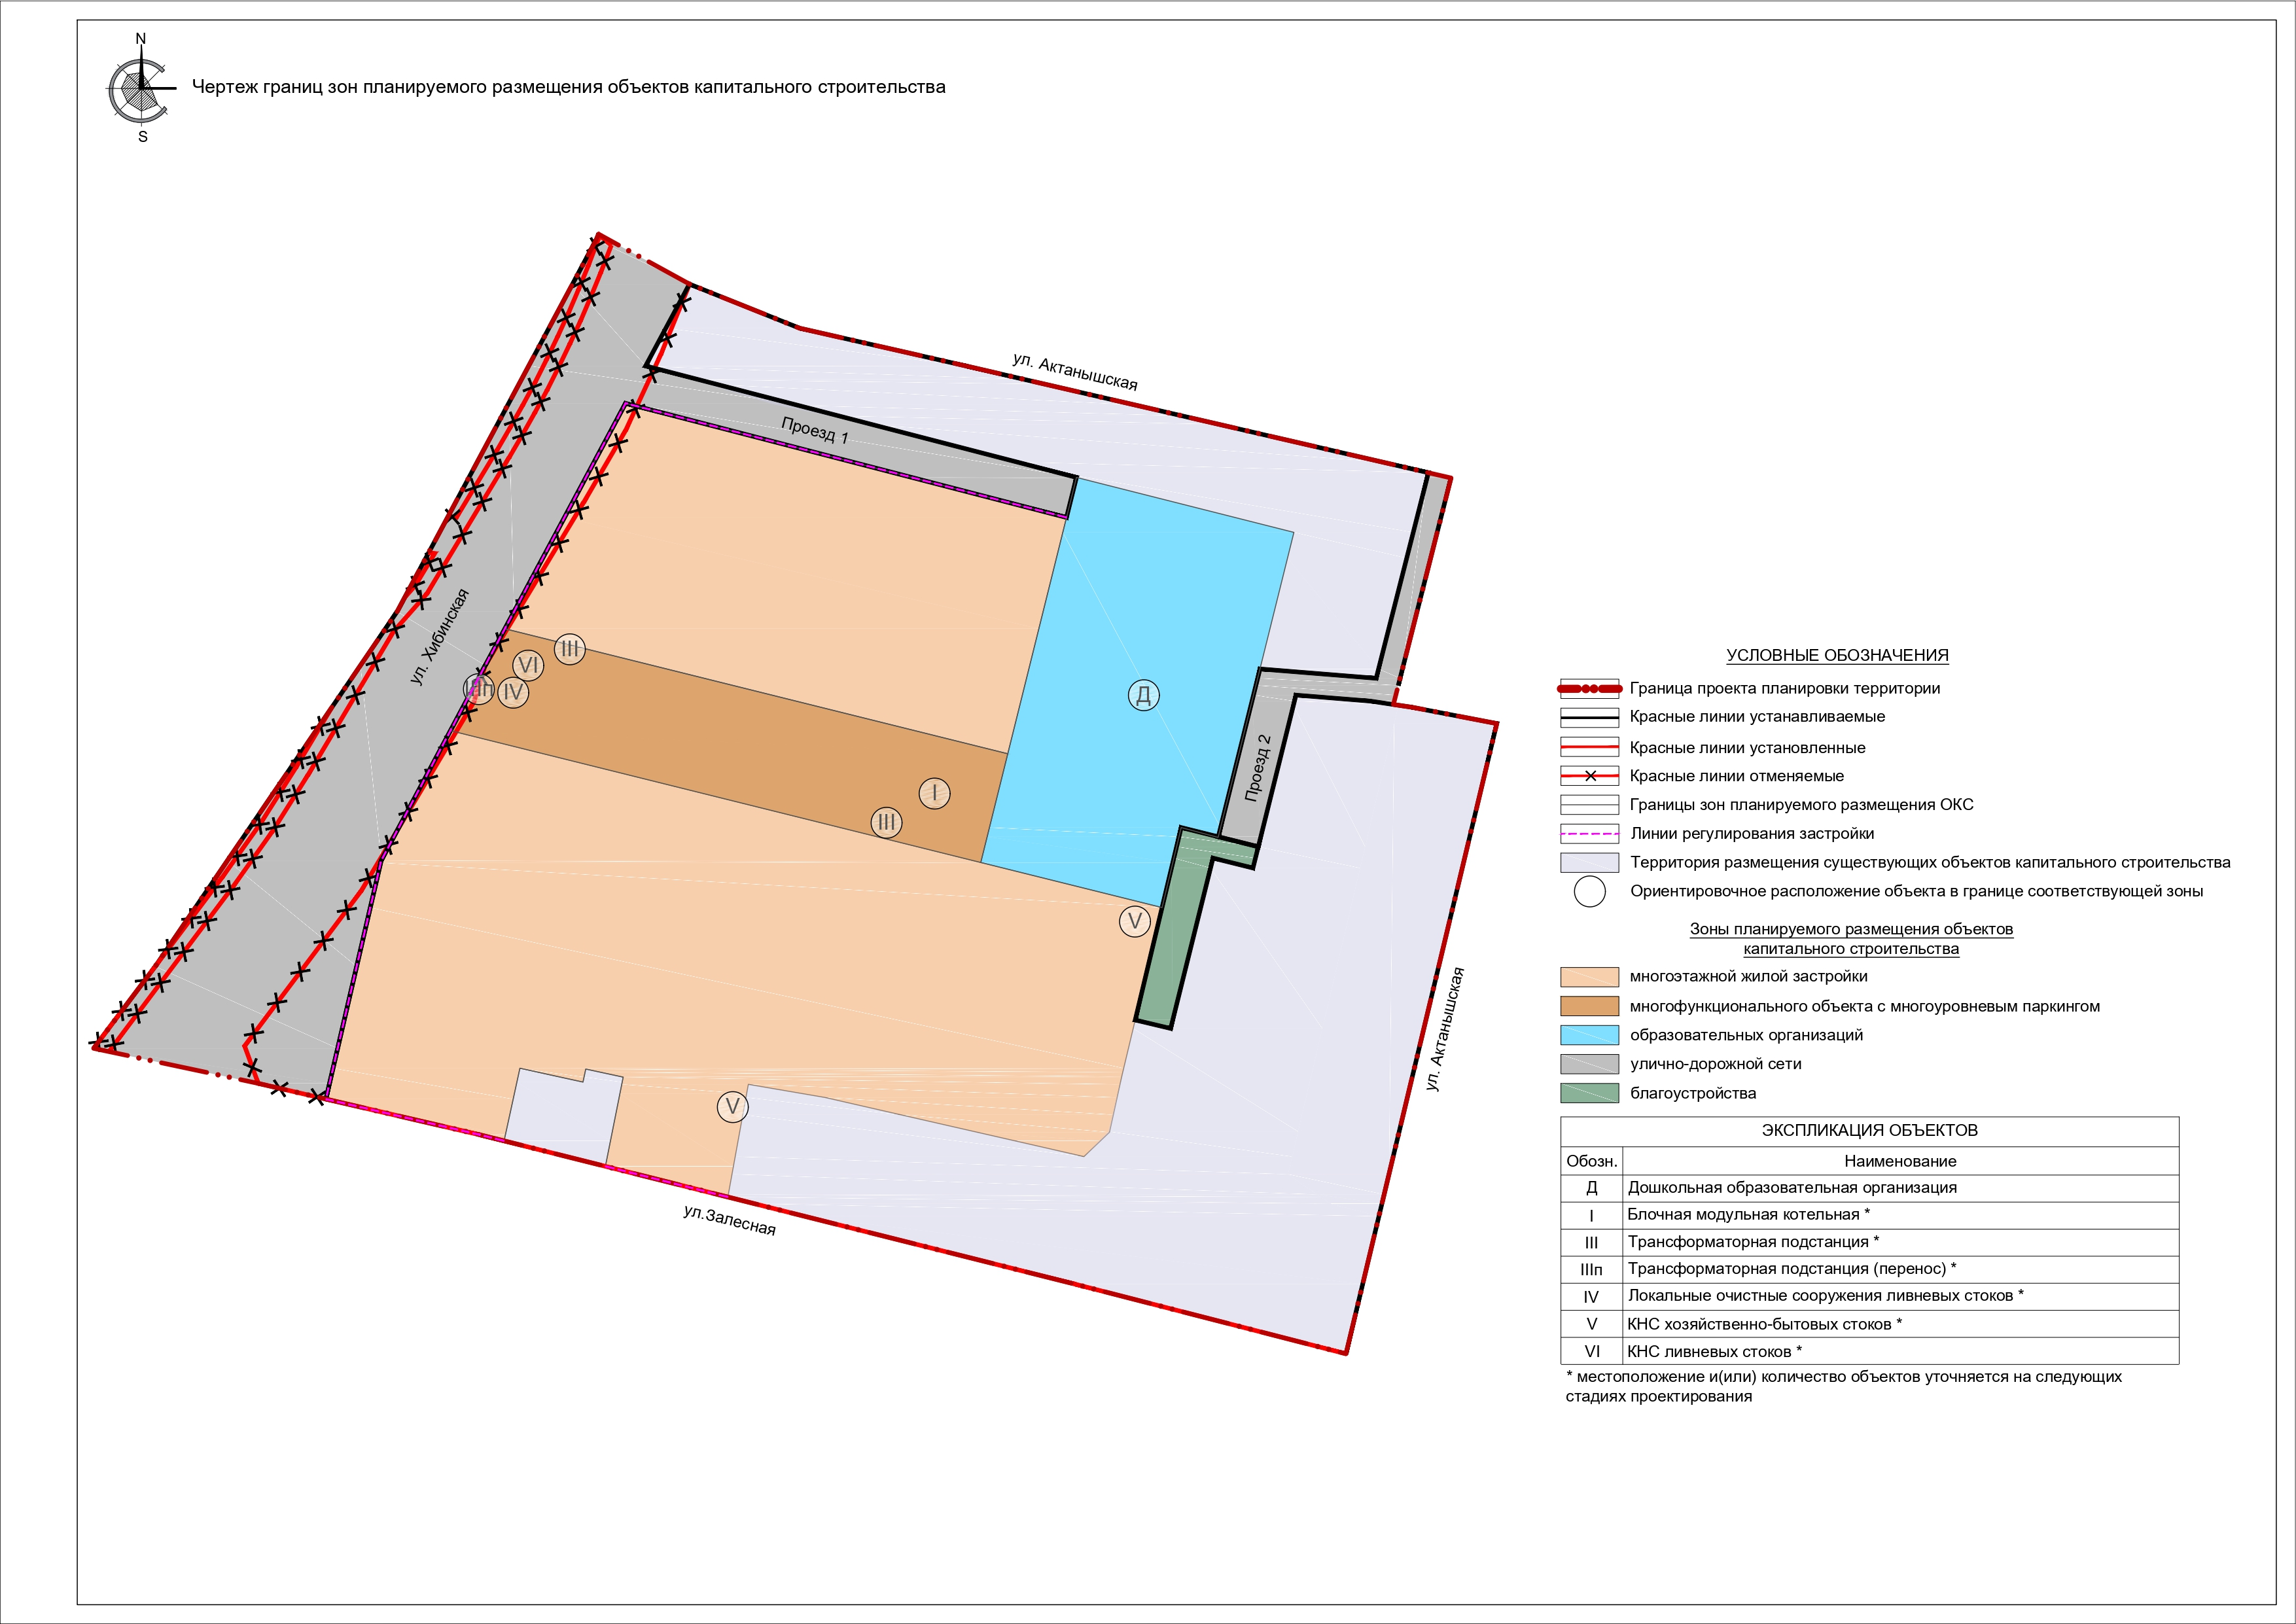 N
S
Чертеж границ зон планируемого размещения объектов капитального строительства
ул. Актанышская
Проезд 1
ул. Хибинская
III
VI
IIIп
IV
Д
Проезд 2
I
III
V
ул. Актанышская
V
ул.Залесная
УСЛОВНЫЕ ОБОЗНАЧЕНИЯ
Граница проекта планировки территории
Красные линии устанавливаемые
Красные линии установленные
Красные линии отменяемые
Границы зон планируемого размещения ОКС
Линии регулирования застройки
Территория размещения существующих объектов капитального строительства
Ориентировочное расположение объекта в границе соответствующей зоны
Зоны планируемого размещения объектов
капитального строительства
многоэтажной жилой застройки
многофункционального объекта с многоуровневым паркингом
образовательных организаций
улично-дорожной сети
благоустройства
ЭКСПЛИКАЦИЯ ОБЪЕКТОВ
Обозн. Наименование
Д Дошкольная образовательная организация
I Блочная модульная котельная *
III Трансформаторная подстанция *
IIIп Трансформаторная подстанция (перенос) *
IV Локальные очистные сооружения ливневых стоков *
V КНС хозяйственно-бытовых стоков *
VI КНС ливневых стоков *
* местоположение и(или) количество объектов уточняется на следующих
стадиях проектирования